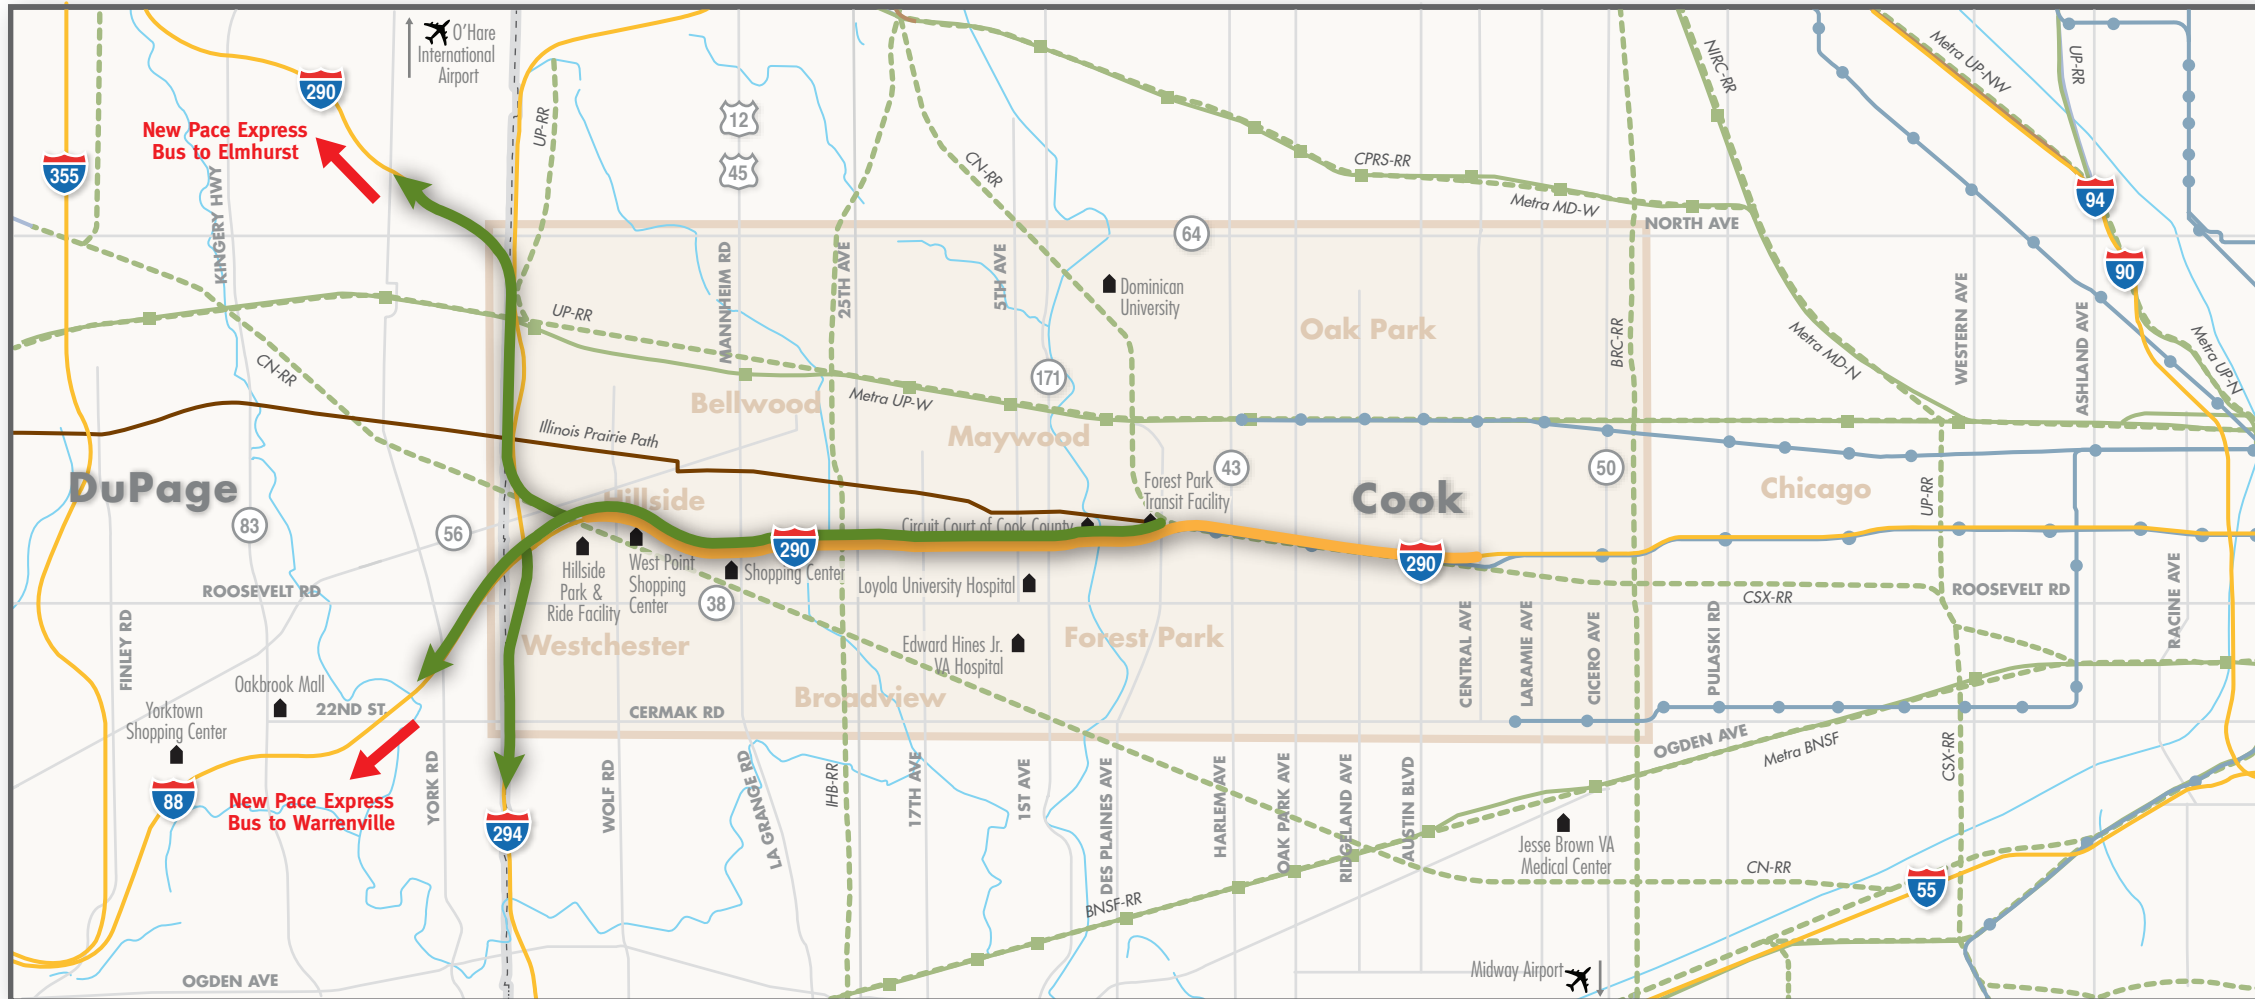 O'Hare
International
Airport
290
New Pace Express
Bus to Elmhurst
355
KINGERY HWY
UP-RR
12
45
CN-RR
CPRS-RR
Metra MD-W
NIRC-RR
Metra UP-NW
UP-RR
94
90
NORTH AVE
64
MANNHEIM RD
25TH AVE
5TH AVE
Dominican
University
Oak Park
BRC-RR
Metra MD-N
WESTERN AVE
ASHLAND AVE
Metra UP-N
UP-RR
CN-RR
171
Bellwood
Metra UP-W
Maywood
Illinois Prairie Path
DuPage
83
56
Hillside
Forest Park
Transit Facility
43
Cook
50
Chicago
UP-RR
Circuit Court of Cook County
290
290
Hillside
Park &
Ride Facility
West Point
Shopping
Center
Shopping Center
38
Loyola University Hospital
ROOSEVELT RD
CSX-RR
ROOSEVELT RD
RACINE AVE
FINLEY RD
Westchester
Edward Hines Jr.
VA Hospital
Forest Park
CENTRAL AVE
LARAMIE AVE
CICERO AVE
PULASKI RD
Oakbrook Mall
22ND ST.
Broadview
CERMAK RD
Yorktown
Shopping Center
88
New Pace Express
Bus to Warrenville
YORK RD
294
WOLF RD
LA GRANGE RD
IHB-RR
17TH AVE
1ST AVE
DES PLAINES AVE
HARLEM AVE
OAK PARK AVE
RIDGELAND AVE
AUSTIN BLVD
OGDEN AVE
Metra BNSF
CSX-RR
Jesse Brown VA
Medical Center
CN-RR
55
BNSF-RR
OGDEN AVE
Midway Airport